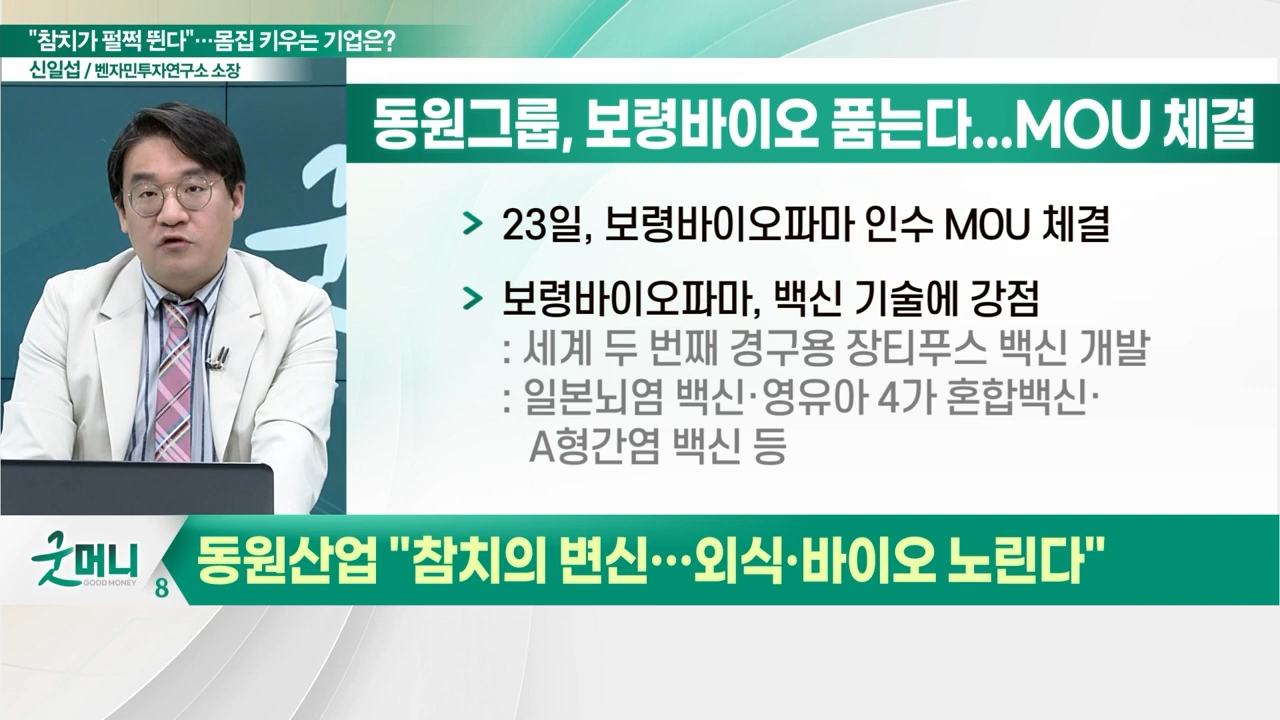 "참치가 펄쩍 뛴다"…몸집 키우는 기업은?
신일섭 / 벤자민투자연구소 소장
동원그룹, 보령바이오 품는다...MOU 체결
> 23일, 보령바이오파마 인수 MOU 체결
> 보령바이오파마, 백신 기술에 강점
: 세계 두 번째 경구용 장티푸스 백신 개발
: 일본뇌염 백신·영유아 4가 혼합백신·
A형간염 백신 등
굿머니
GOOD MONEY
8
동원산업 "참치의 변신…외식·바이오 노린다"